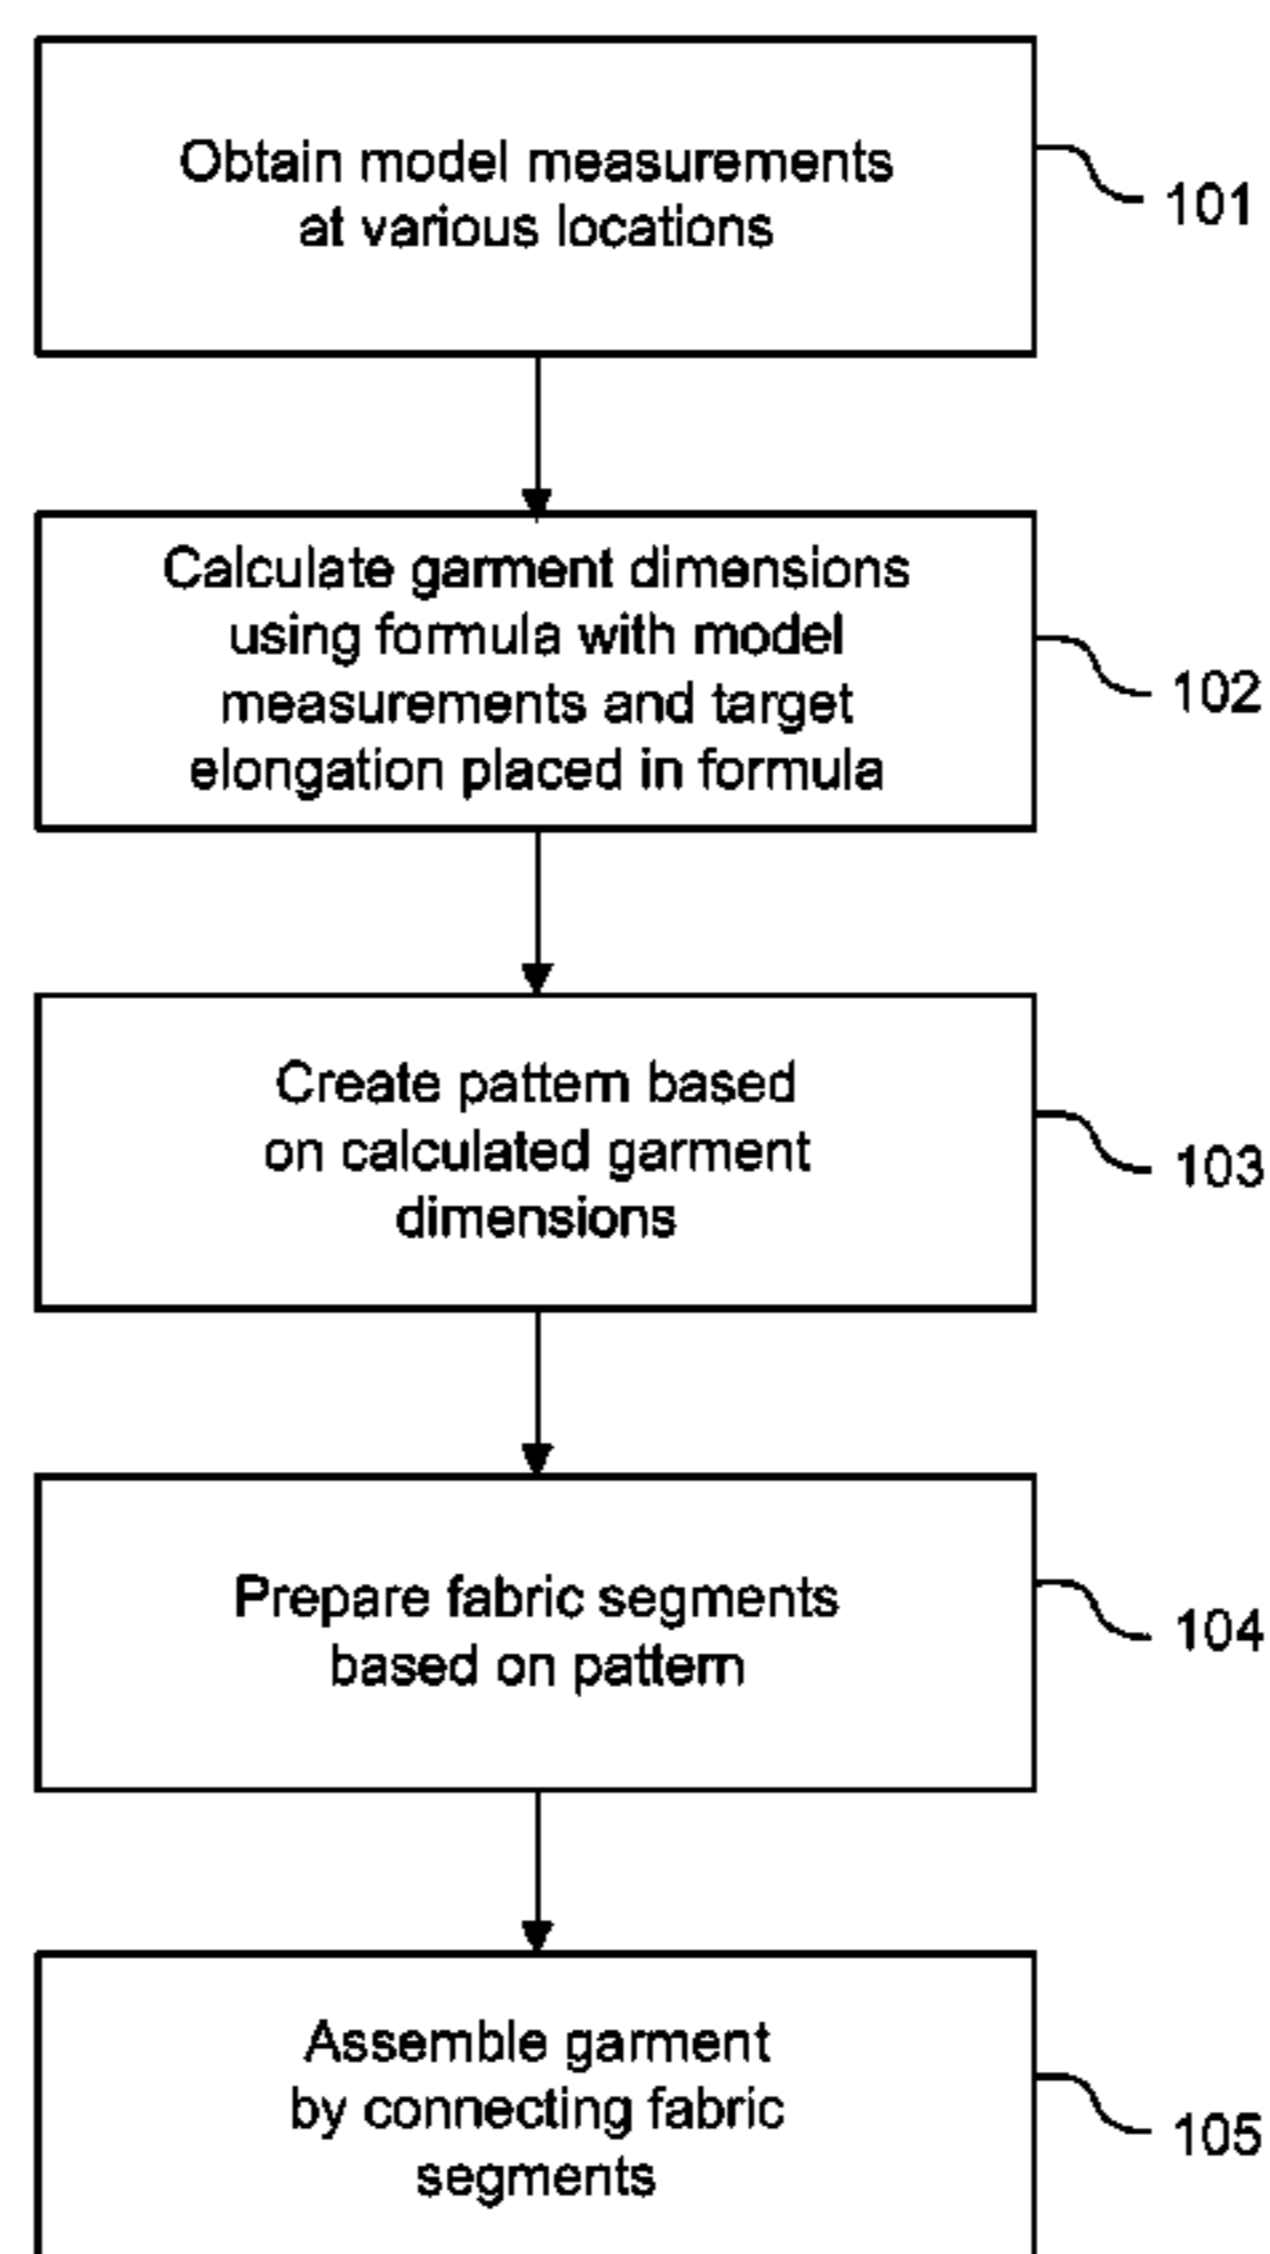 Obtain model measurements
at various locations
101
Calculate garment dimensions
using formula with model
measurements and target
elongation placed in formula
102
Create pattern based
on calculated garment
dimensions
103
Prepare fabric segments
based on pattern
104
Assemble garment
by connecting fabric
segments
105